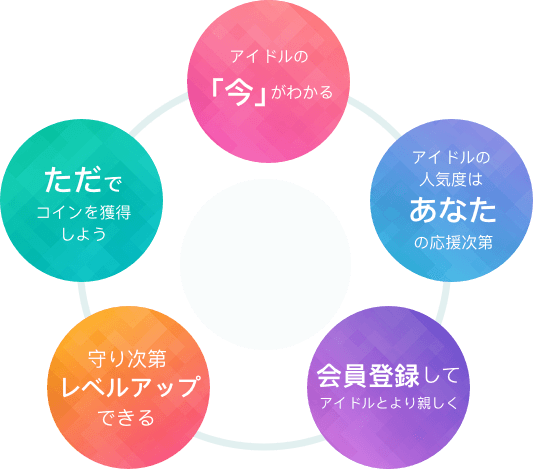 アイドルの
「今」がわかる
アイドルの
人気度は
あなた
の応援次第
会員登録して
アイドルとより親しく
守り次第
レベルアップ
できる
ただで
コインを獲得
しよう